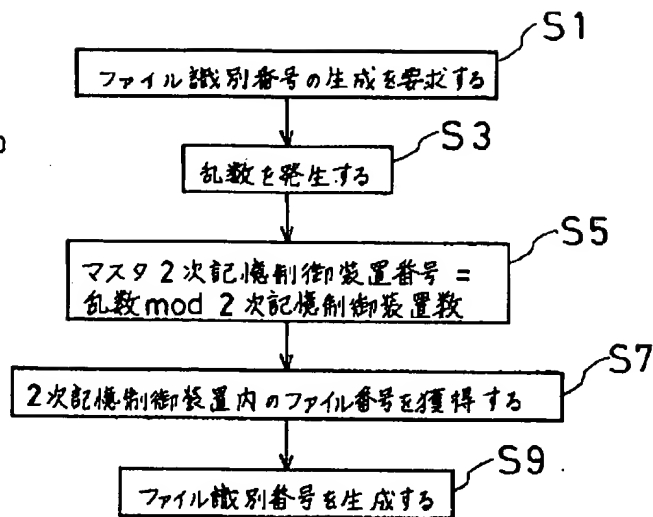 S1
ファイル識別番号の生成を要求する
S3
乱数を発生する
S5
マスタ2次記憶制御装置番号=
乱数mod 2次記憶制御装置数
S7
2次記憶制御装置内のファイル番号を獲得する
S9
ファイル識別番号を生成する